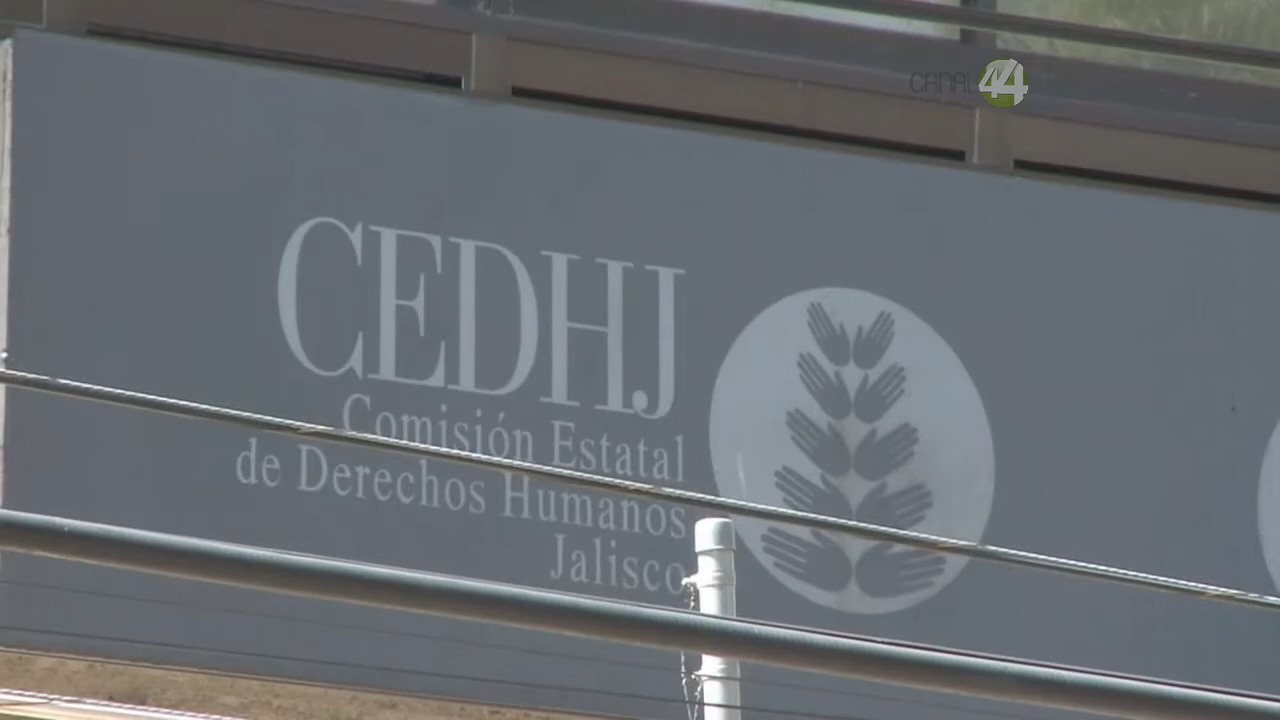 CANAL 44
CEDHJ
Comisión Estatal
de Derechos Humanos
Jalisco